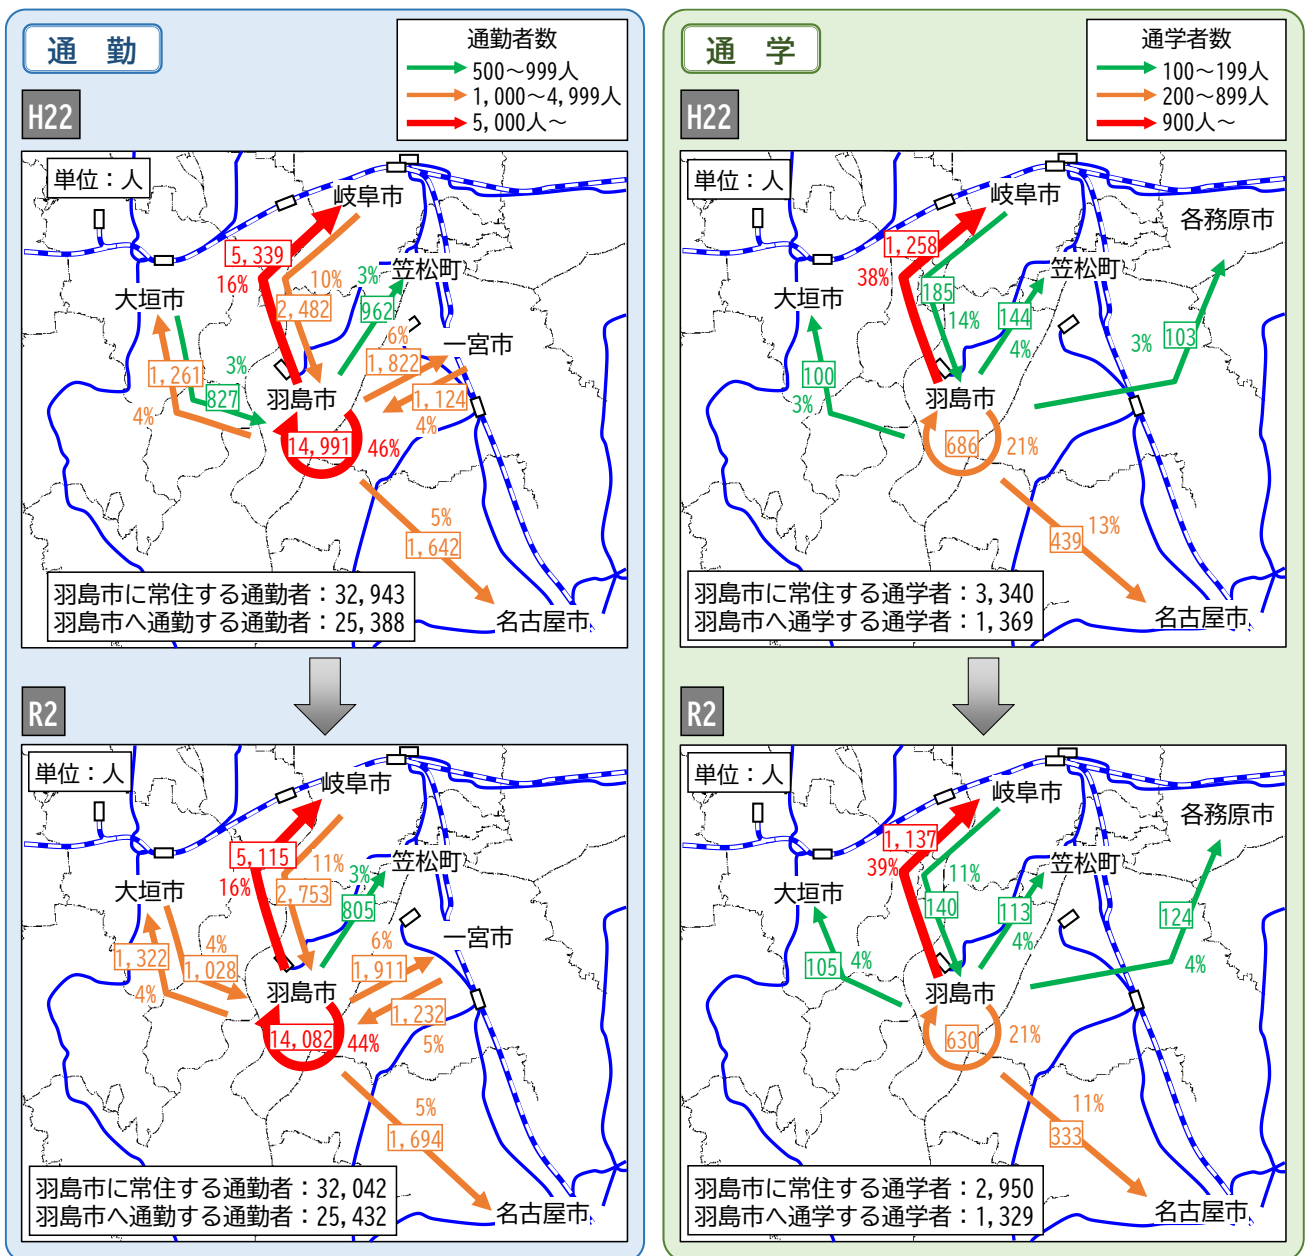 通　勤
通勤者数
500～999人
1,000～4,999人
5,000人～
H22
単位：人
岐阜市
5,339
16%
10%
2,482
3%
笠松町
962
大垣市
6%
一宮市
1,822
1,261
3%
827
4%
羽島市
1,124
4%
14,991
46%
5%
1,642
羽島市に常住する通勤者：32,943
羽島市へ通勤する通勤者：25,388
名古屋市
R2
単位：人
岐阜市
5,115
16%
11%
2,753
3%
笠松町
805
大垣市
6%
一宮市
1,322
4%
1,028
1,911
4%
羽島市
1,232
5%
14,082
44%
5%
1,694
羽島市に常住する通勤者：32,042
羽島市へ通勤する通勤者：25,432
名古屋市
通　学
通学者数
100～199人
200～899人
900人～
H22
単位：人
岐阜市
各務原市
1,258
38%
笠松町
185
14%
144
4%
大垣市
103
3%
100
3%
羽島市
686
21%
13%
439
羽島市に常住する通学者：3,340
羽島市へ通学する通学者：1,369
名古屋市
R2
単位：人
岐阜市
各務原市
1,137
39%
11%
笠松町
大垣市
140
113
124
4%
105
4%
4%
羽島市
630
21%
11%
333
羽島市に常住する通学者：2,950
羽島市へ通学する通学者：1,329
名古屋市